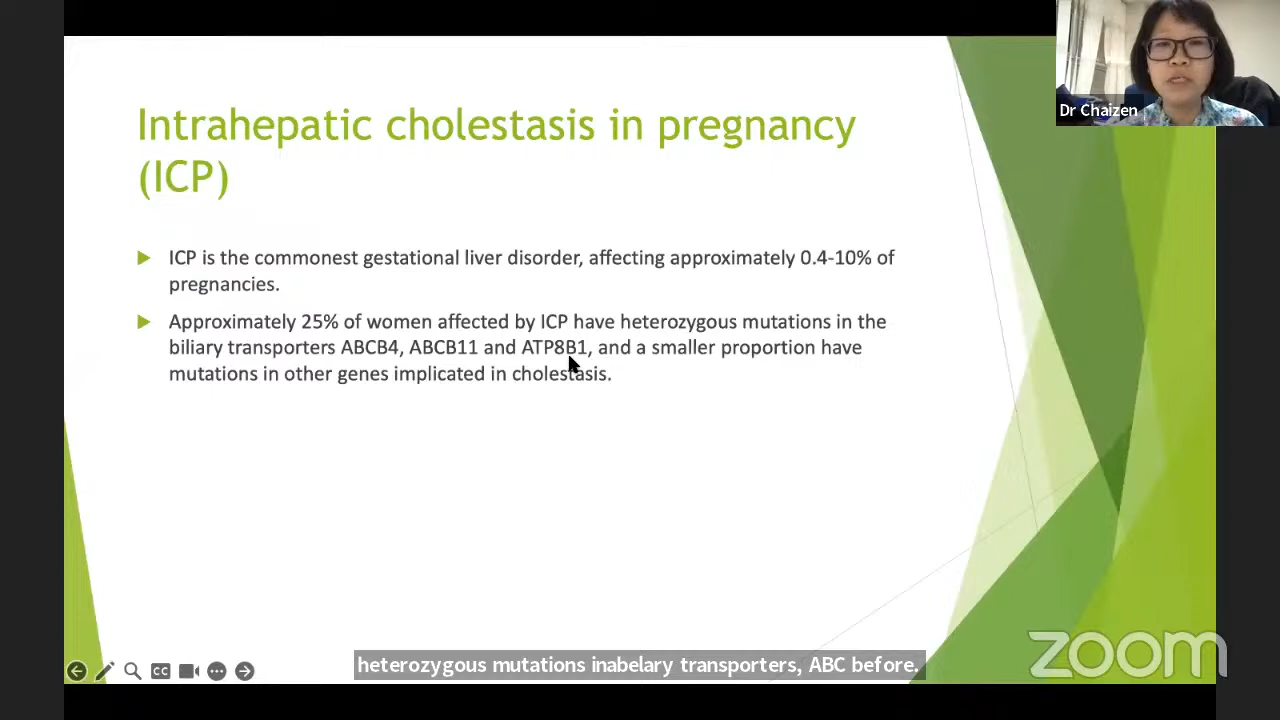 Dr Chaizen
Intrahepatic cholestasis in pregnancy
(ICP)
ICP is the commonest gestational liver disorder, affecting approximately 0.4-10% of
pregnancies.
Approximately 25% of women affected by ICP have heterozygous mutations in the
biliary transporters ABCB4, ABCB11 and ATP8B1, and a smaller proportion have
mutations in other genes implicated in cholestasis.
CC
heterozygous mutations inabelary transporters, ABC before.
zoom